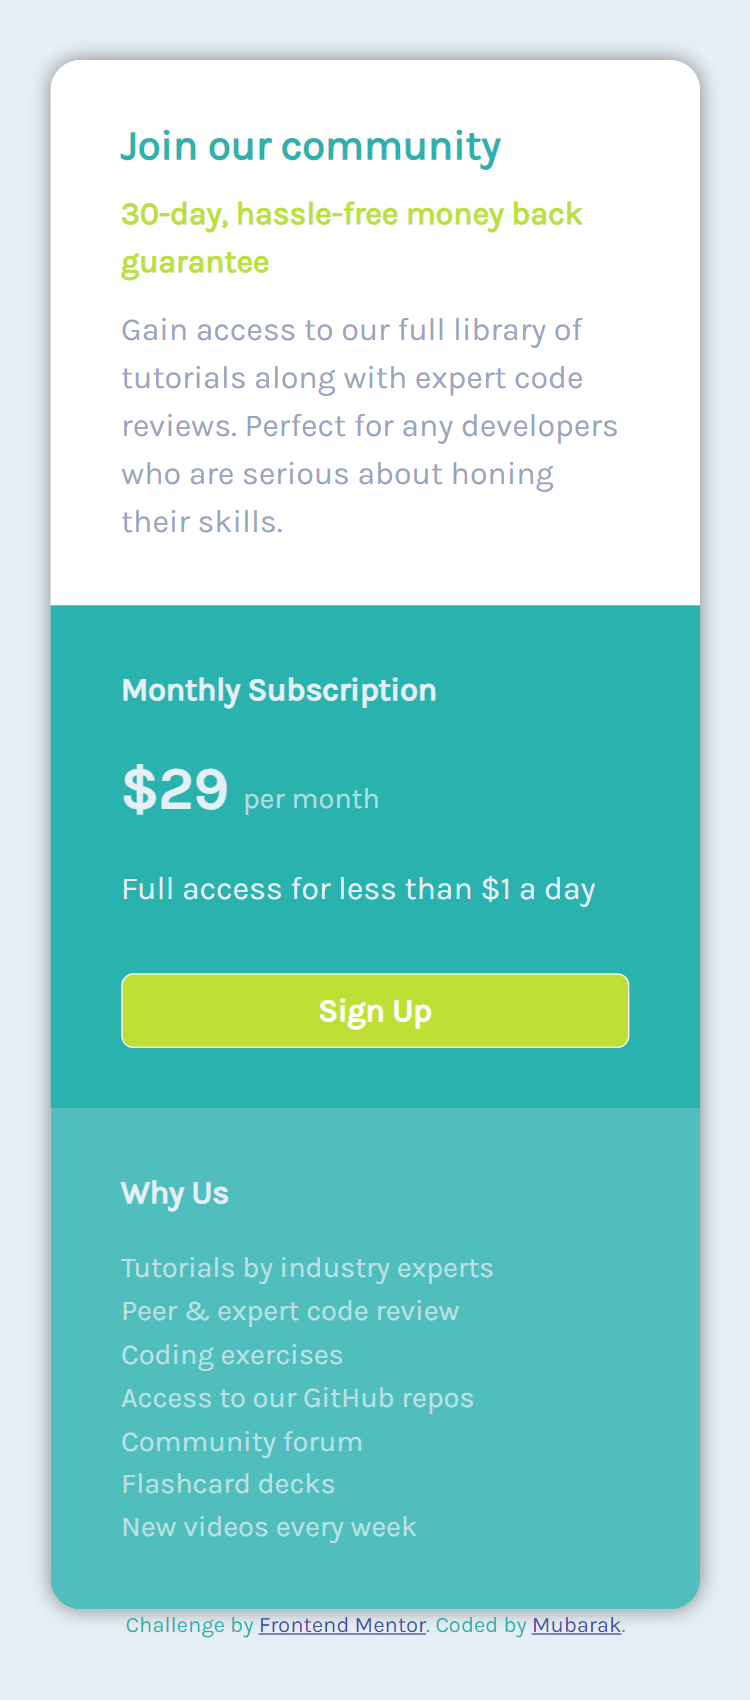 Join our community
30-day, hassle-free money back
guarantee
Gain access to our full library of
tutorials along with expert code
reviews. Perfect for any developers
who are serious about honing
their skills.
Monthly Subscription
$29 per month
Full access for less than $1 a day
Sign Up
Why Us
Tutorials by industry experts
Peer & expert code review
Coding exercises
Access to our GitHub repos
Community forum
Flashcard decks
New videos every week
Challenge by Frontend Mentor. Coded by Mubarak.